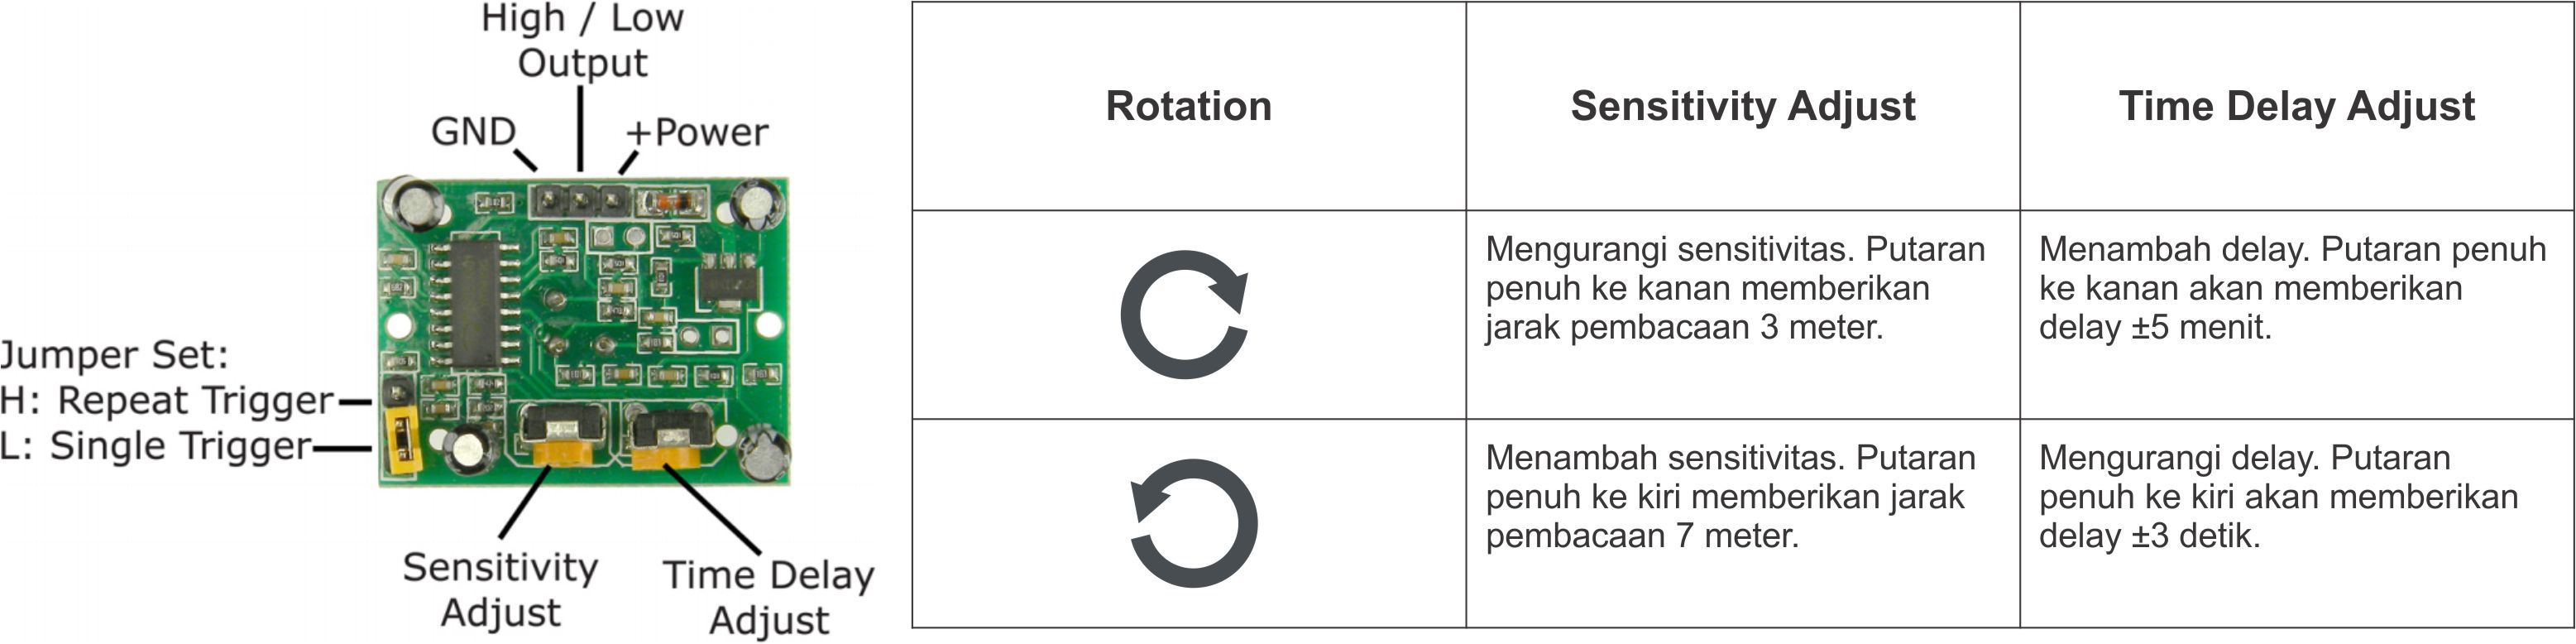 High / Low
Output
GND
+Power
Jumper Set:
H: Repeat Trigger
L: Single Trigger
Sensitivity
Adjust
Time Delay
Adjust
Rotation
Sensitivity Adjust
Time Delay Adjust
Mengurangi sensitivitas. Putaran
penuh ke kanan memberikan
jarak pembacaan 3 meter.
Menambah delay. Putaran penuh
ke kanan akan memberikan
delay ±5 menit.
Menambah sensitivitas. Putaran
penuh ke kiri memberikan jarak
pembacaan 7 meter.
Mengurangi delay. Putaran
penuh ke kiri akan memberikan
delay ±3 detik.